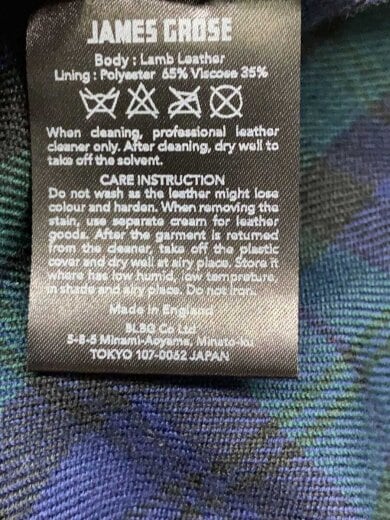 JAMES GROSE
Body : Lamb Leather
Lining : Polyester 65% Viscose 35%
When cleaning, professional leather
cleaner only. After cleaning, dry well to
take off the solvent.
CARE INSTRUCTION
Do not wash as the leather might lose
colour and harden. When removing the
stain, use separate cream for leather
goods. After the garment is returned
from the cleaner, take off the plastic
cover and dry well at airy place. Store it
where has low humid, low tempreture,
in shade and airy place. Do not iron.
Made in England
BLBG Co Ltd
5-8-5 Minami-Aoyama, Minato-ku
TOKYO 107-0062 JAPAN